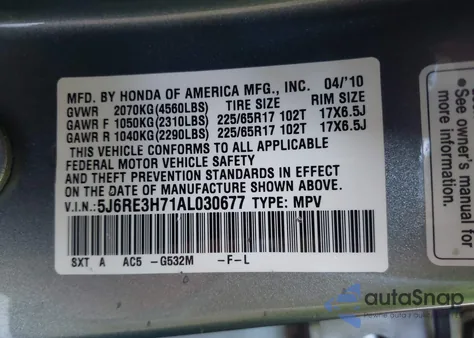 MFD. BY HONDA OF AMERICA MFG., INC. 04/'10
GVWR 2070KG(4560LBS) TIRE SIZE RIM SIZE
GAWR F 1050KG(2310LBS) 225/65R17 102T 17X6.5J
GAWR R 1040KG(2290LBS) 225/65R17 102T 17X6.5J
THIS VEHICLE CONFORMS TO ALL APPLICABLE
FEDERAL MOTOR VEHICLE SAFETY
AND THEFT PREVENTION STANDARDS IN EFFECT
ON THE DATE OF MANUFACTURE SHOWN ABOVE.
V.I.N.: 5J6RE3H71AL030677 TYPE: MPV
SXT A AC5 -G532M -F-L
• See owner's
autoSnap